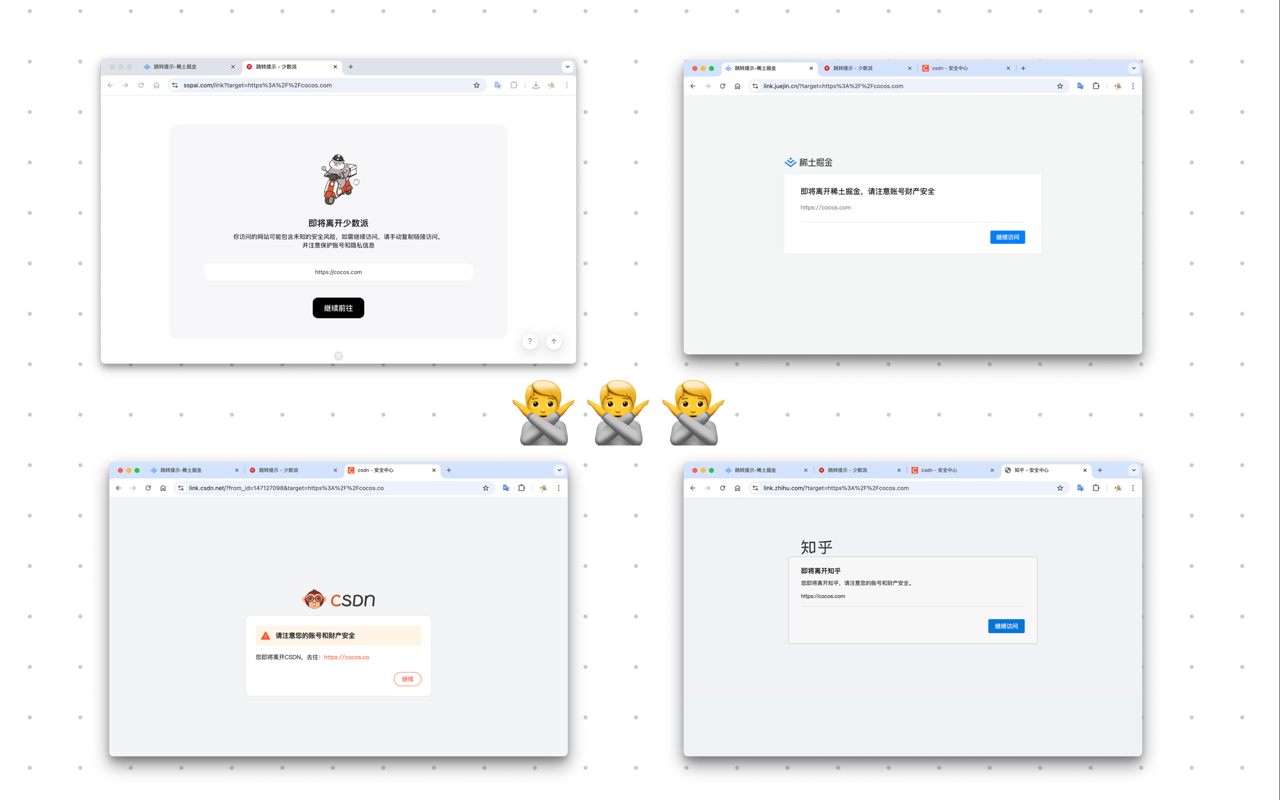 跳转提示-稀土掘金
跳转提示 - 少数派
sspai.com/link?target=https%3A%2F%2Fcocos.com
即将离开少数派
你访问的网站可能包含未知的安全风险，如需继续访问，请手动复制链接访问。
并注意保护账号和隐私信息
https://cocos.com
继续前往
?
跳转提示-稀土掘金
跳转提示 - 少数派
csdn - 安全中心
link.juejin.cn/?target=https%3A%2F%2Fcocos.com
稀土掘金
即将离开稀土掘金，请注意账号财产安全
https://cocos.com
继续访问
跳转提示-稀土掘金
跳转提示 - 少数派
csdn - 安全中心
link.csdn.net/?from_id=147127098&target=https%3A%2F%2Fcocos.co
CSDN
请注意您的账号和财产安全
您即将离开CSDN，去往：https://cocos.co
继续
跳转提示-稀土掘金
跳转提示 - 少数派
csdn - 安全中心
知乎 - 安全中心
link.zhihu.com/?target=https%3A%2F%2Fcocos.com
知乎
即将离开知乎
您即将离开知乎，请注意您的账号和财产安全。
https://cocos.com
继续访问